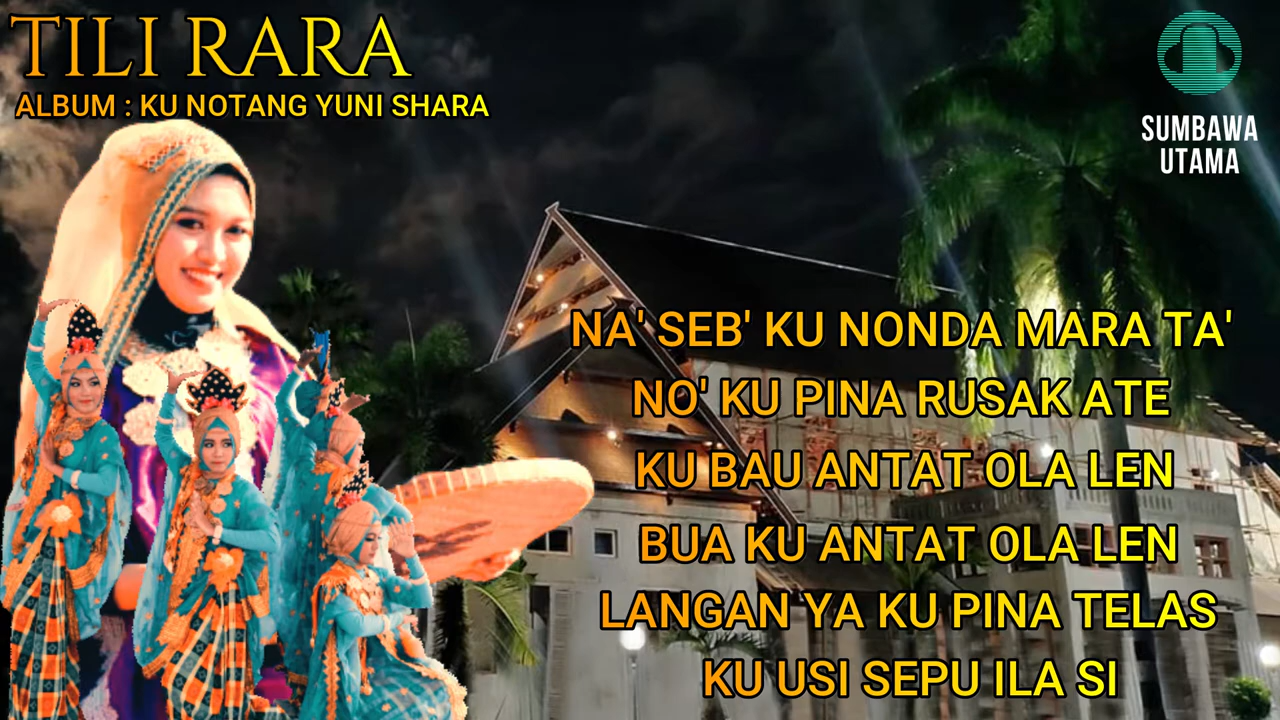 TILI RARA
ALBUM : KU NOTANG YUNI SHARA
SUMBAWA
UTAMA
NA' SEB' KU NONDA MARA TA'
NO' KU PINA RUSAK ATE
KU BAU ANTAT OLA LEN
BUA KU ANTAT OLA LEN
LANGAN YA KU PINA TELAS
KU USI SEPU ILA SI